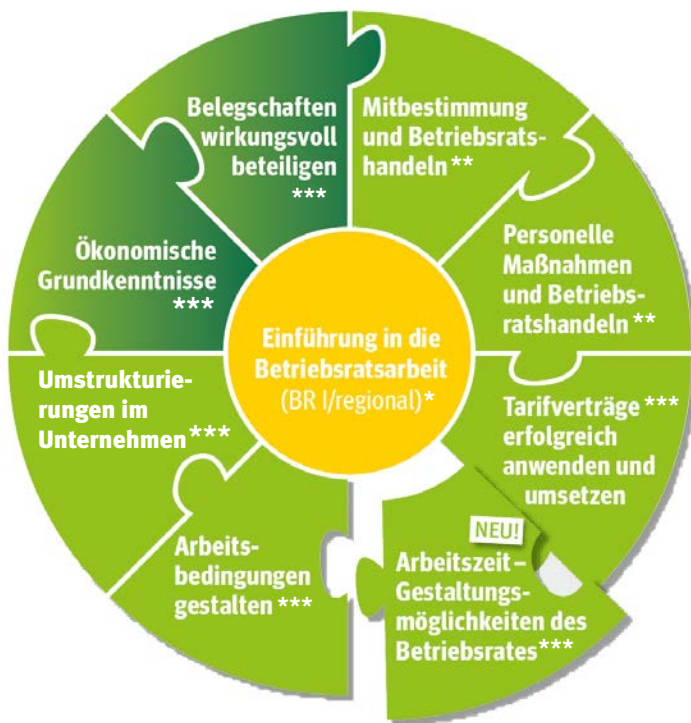 Belegschaften
wirkungsvoll
beteiligen
***
Mitbestimmung
und Betriebsrats-
handeln**
Personelle
Maßnahmen
und Betriebs-
ratshandeln**
Tarifverträge***
erfolgreich
anwenden und
umsetzen
NEU!
Arbeitszeit –
Gestaltungs-
möglichkeiten des
Betriebsrates***
Arbeits-
bedingungen
gestalten***
Umstrukturie-
rungen im
Unternehmen***
Ökonomische
Grundkenntnisse
***
Einführung in die
Betriebsratsarbeit
(BR I/regional)*